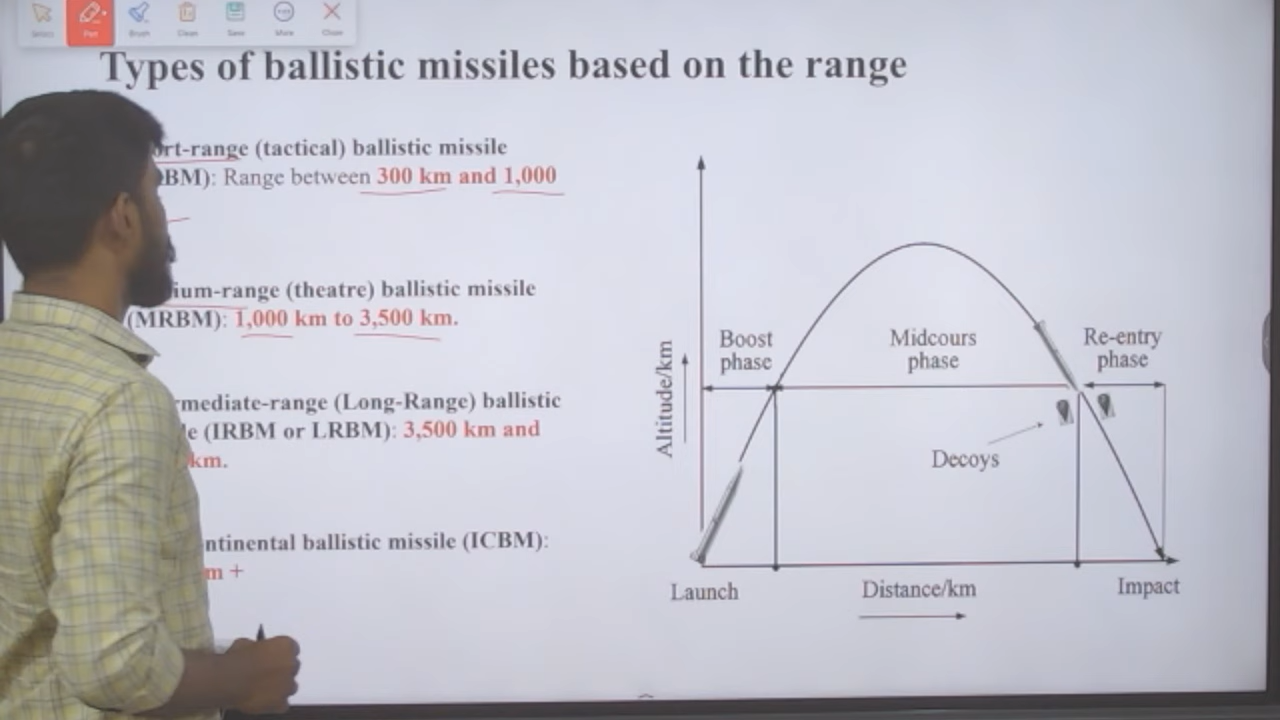 Select Pen Brush Clean Save More Close
Types of ballistic missiles based on the range
ort-range (tactical) ballistic missile
BM): Range between 300 km and 1,000
ium-range (theatre) ballistic missile
(MRBM): 1,000 km to 3,500 km.
mediate-range (Long-Range) ballistic
e (IRBM or LRBM): 3,500 km and
km.
ntinental ballistic missile (ICBM):
m +
Altitude/km
Boost
phase
Midcours
phase
Re-entry
phase
Decoys
Launch
Distance/km
Impact